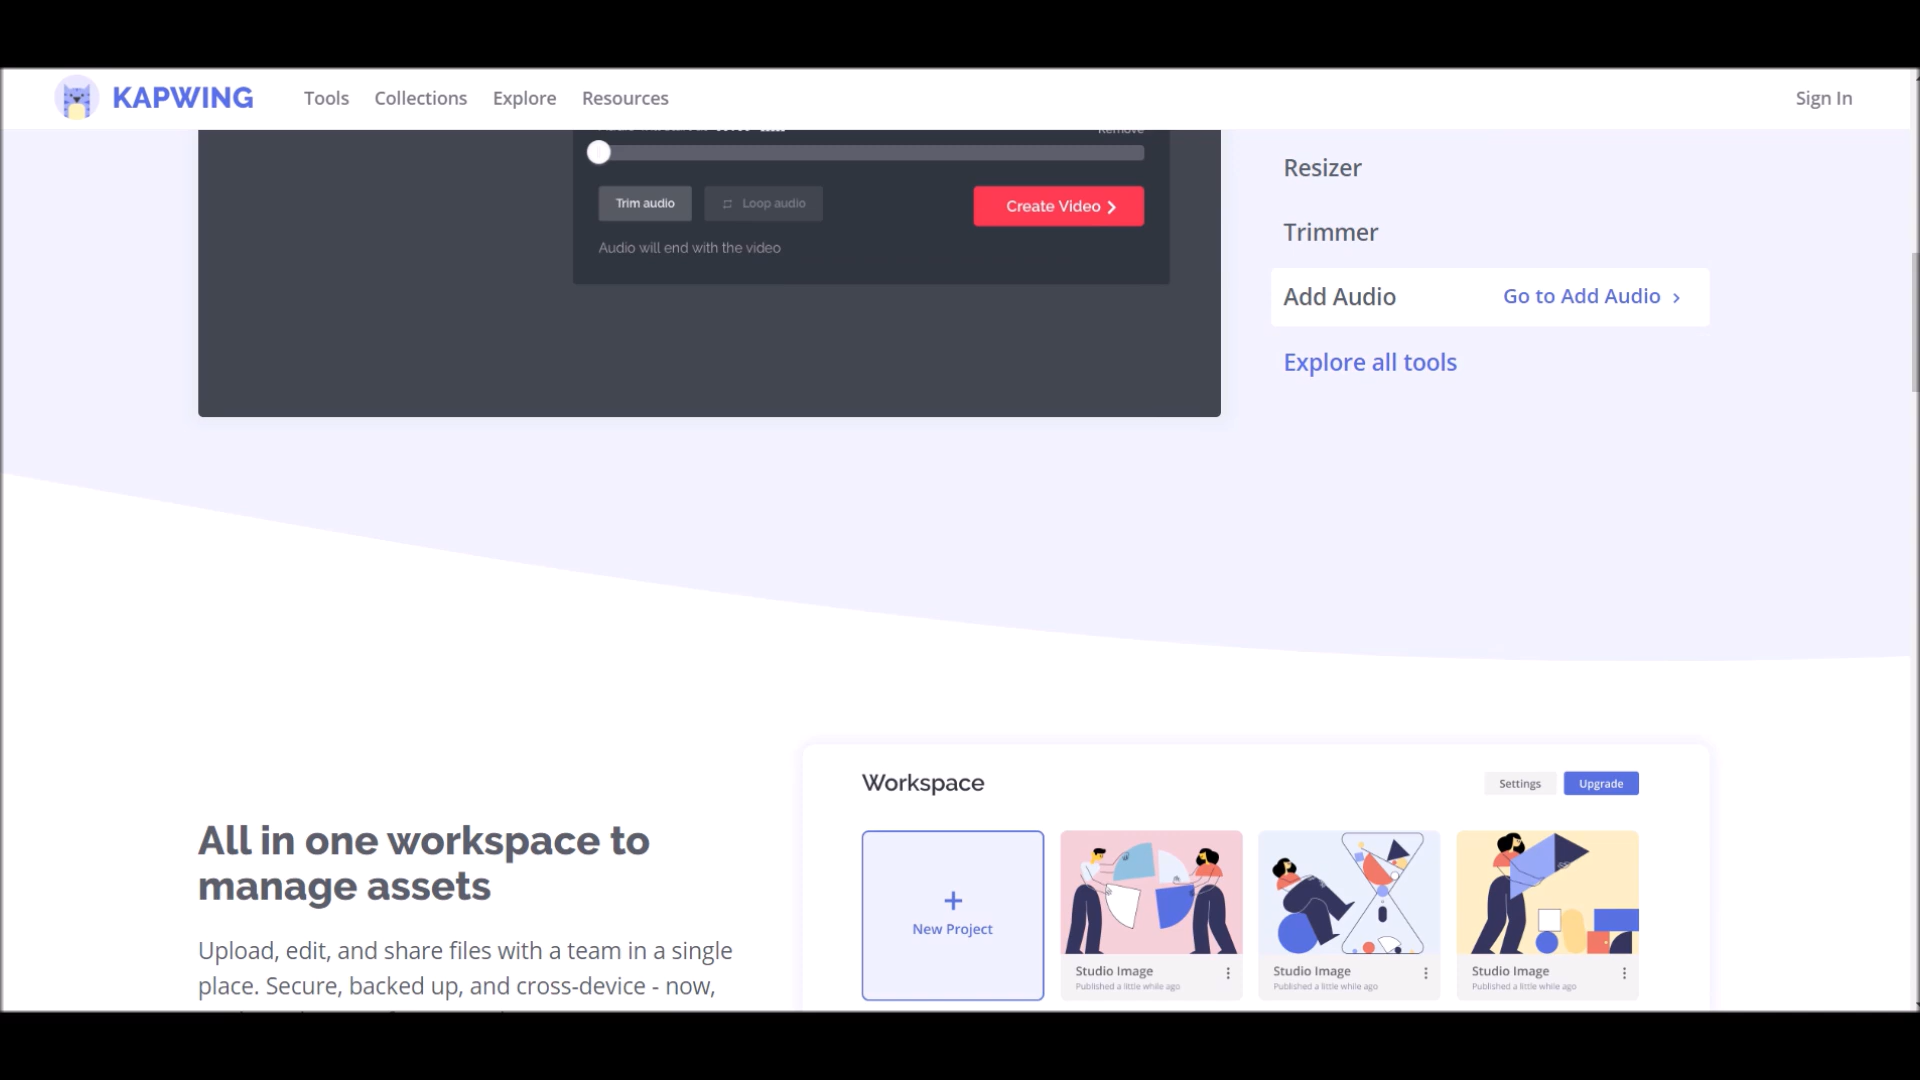 KAPWING
Tools
Collections
Explore
Resources
Sign In
Remove
Trim audio
Loop audio
Create Video
Audio will end with the video
Resizer
Trimmer
Add Audio
Go to Add Audio
Explore all tools
All in one workspace to
manage assets
Upload, edit, and share files with a team in a single
place. Secure, backed up, and cross-device - now,
Workspace
Settings
Upgrade
New Project
Studio Image
Published a little while ago
Studio Image
Published a little while ago
Studio Image
Published a little while ago